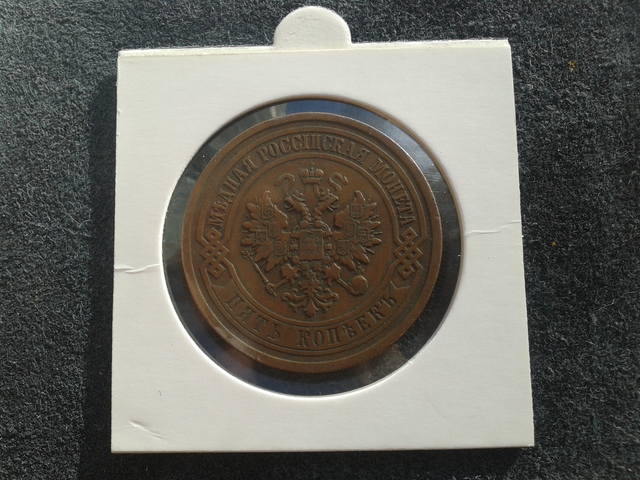 МѢДНАЯ РОССІЙСКАЯ МОНЕТА
ПЯТЬ КОПѢЕКЪ